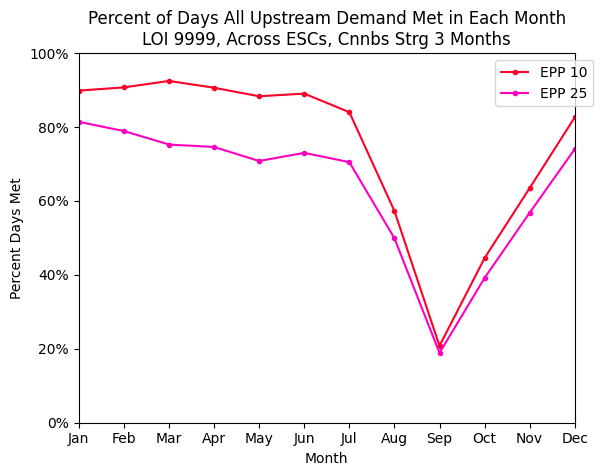 Percent of Days All Upstream Demand Met in Each Month
LOI 9999, Across ESCs, Cnnbs Strg 3 Months
100%
80%
60%
40%
20%
0%
Percent Days Met
EPP 10
EPP 25
Jan Feb Mar Apr May Jun Jul Aug Sep Oct Nov Dec
Month